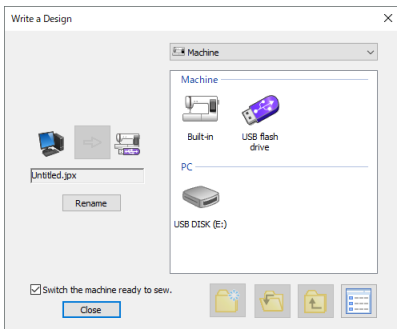 Write a Design
Machine
Machine
Built-in
USB flash
drive
PC
Untitled.jpx
Rename
USB DISK (E:)
Switch the machine ready to sew.
Close